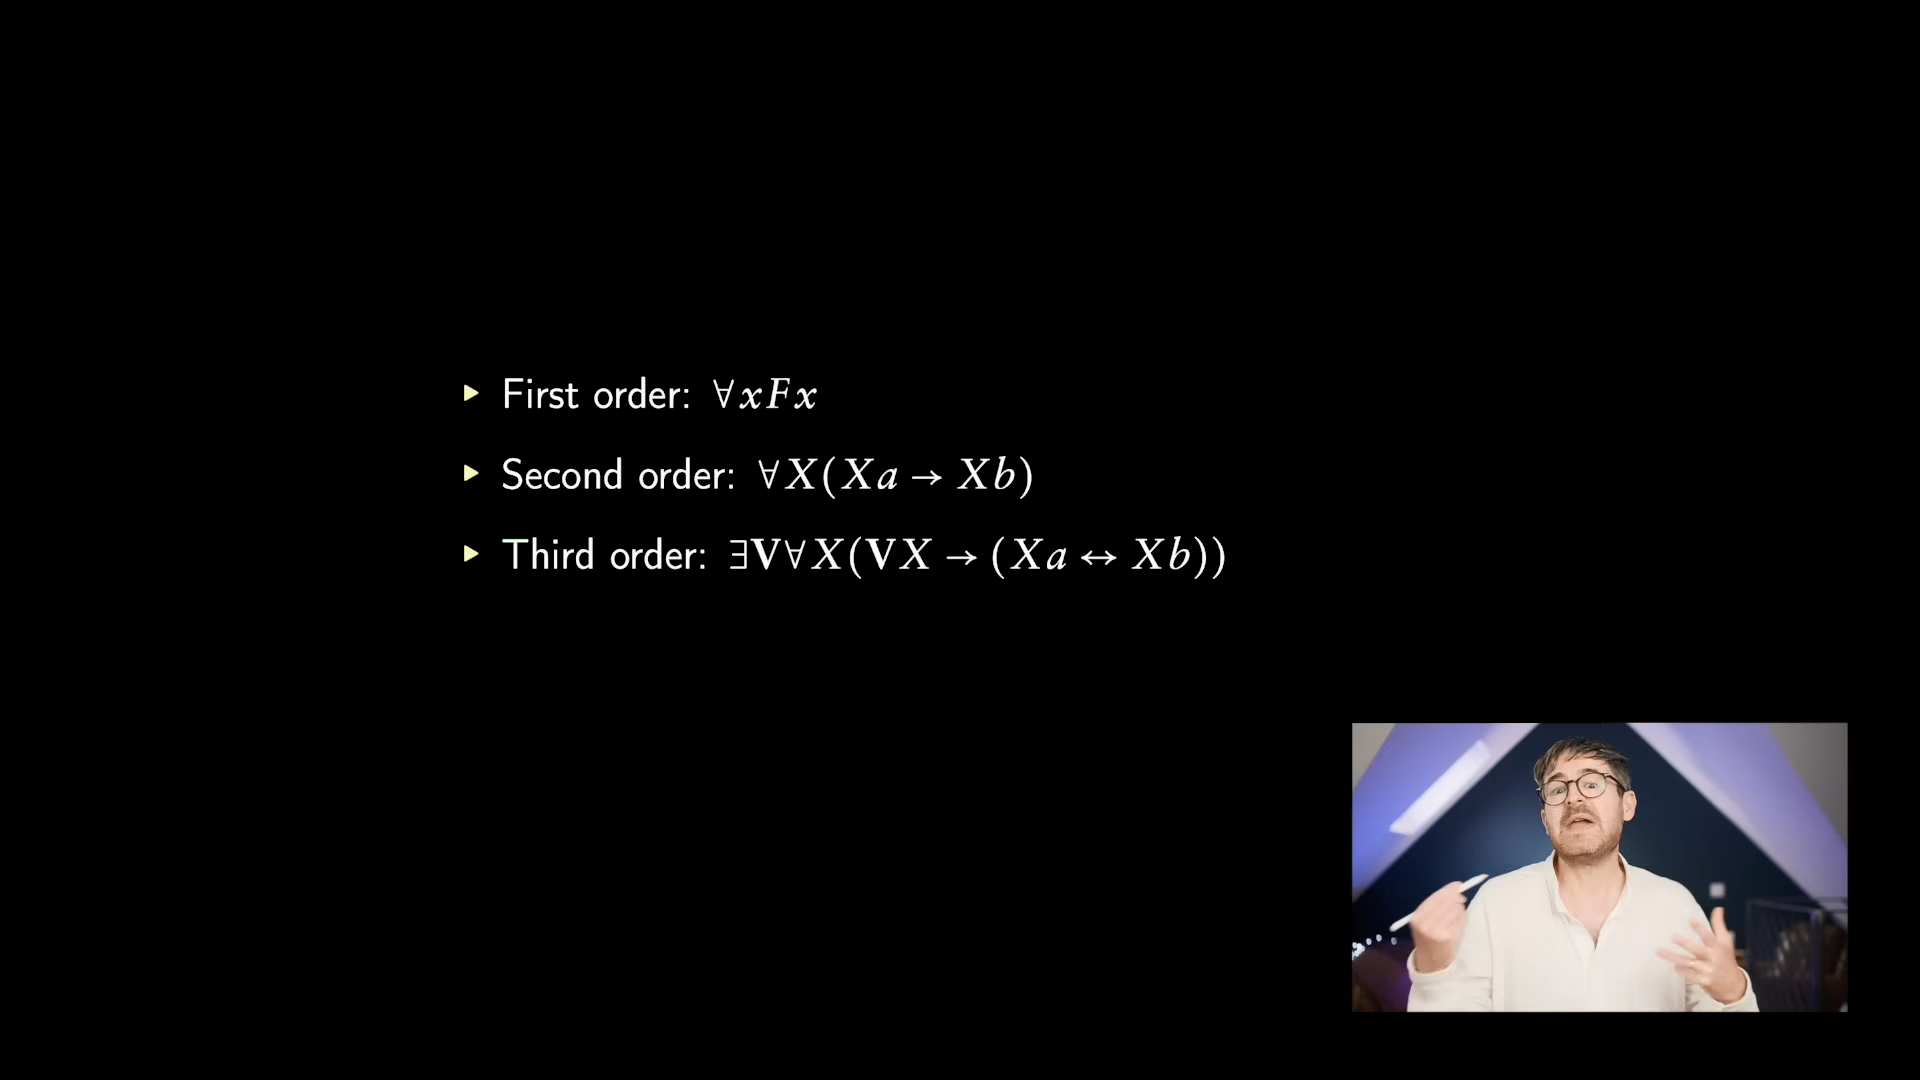 ▸ First order: ∀xFx
▸ Second order: ∀X(Xa → Xb)
▸ Third order: ∃𝐕∀X(𝐕X → (Xa ↔ Xb))